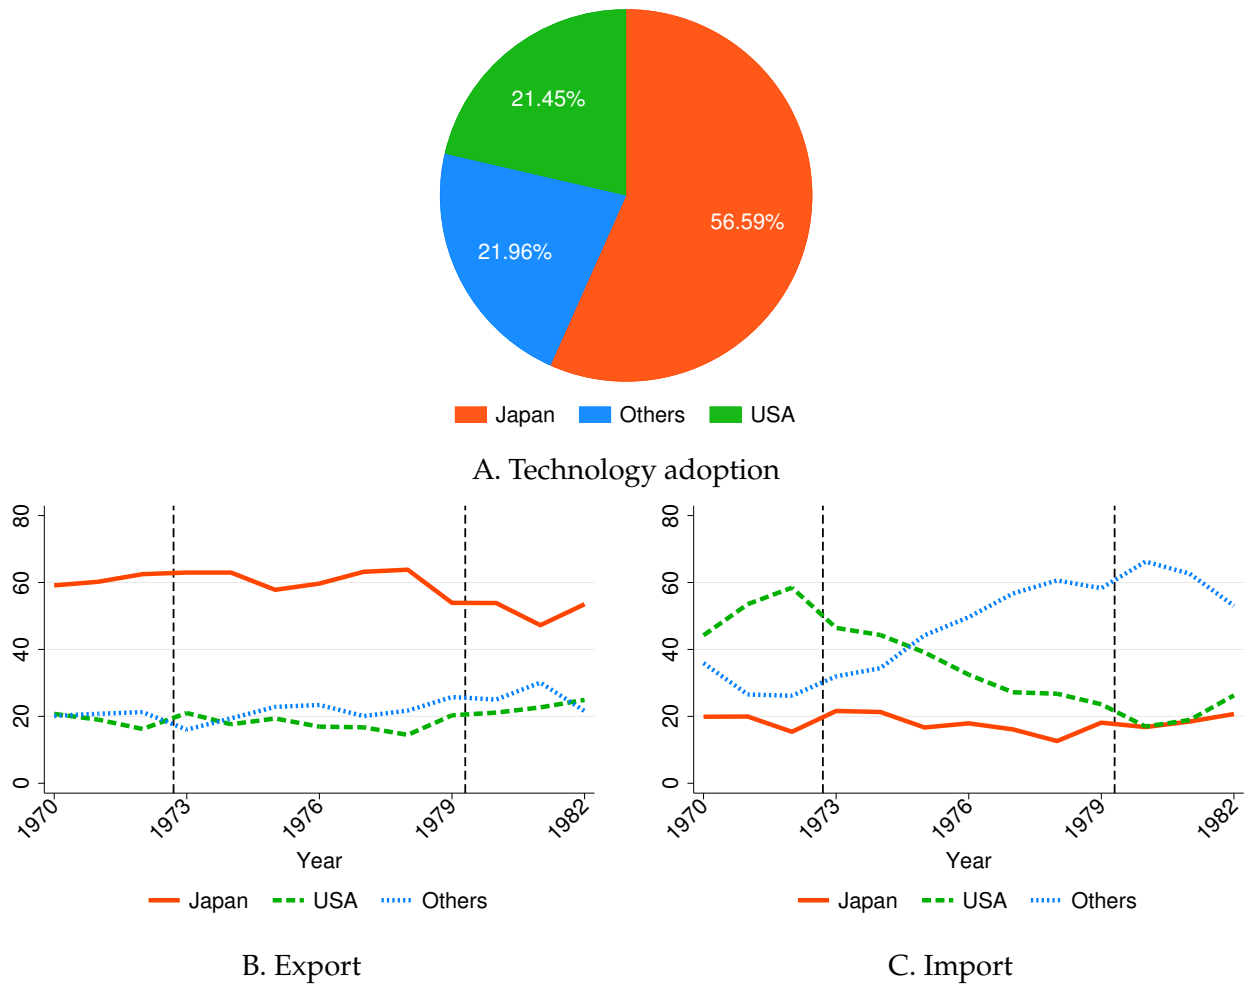 21.45%
56.59%
21.96%
Japan Others USA
A. Technology adoption
80
60
40
20
0
1970 1973 1976 1979 1982
Year
Japan USA Others
B. Export
80
60
40
20
0
1970 1973 1976 1979 1982
Year
Japan USA Others
C. Import